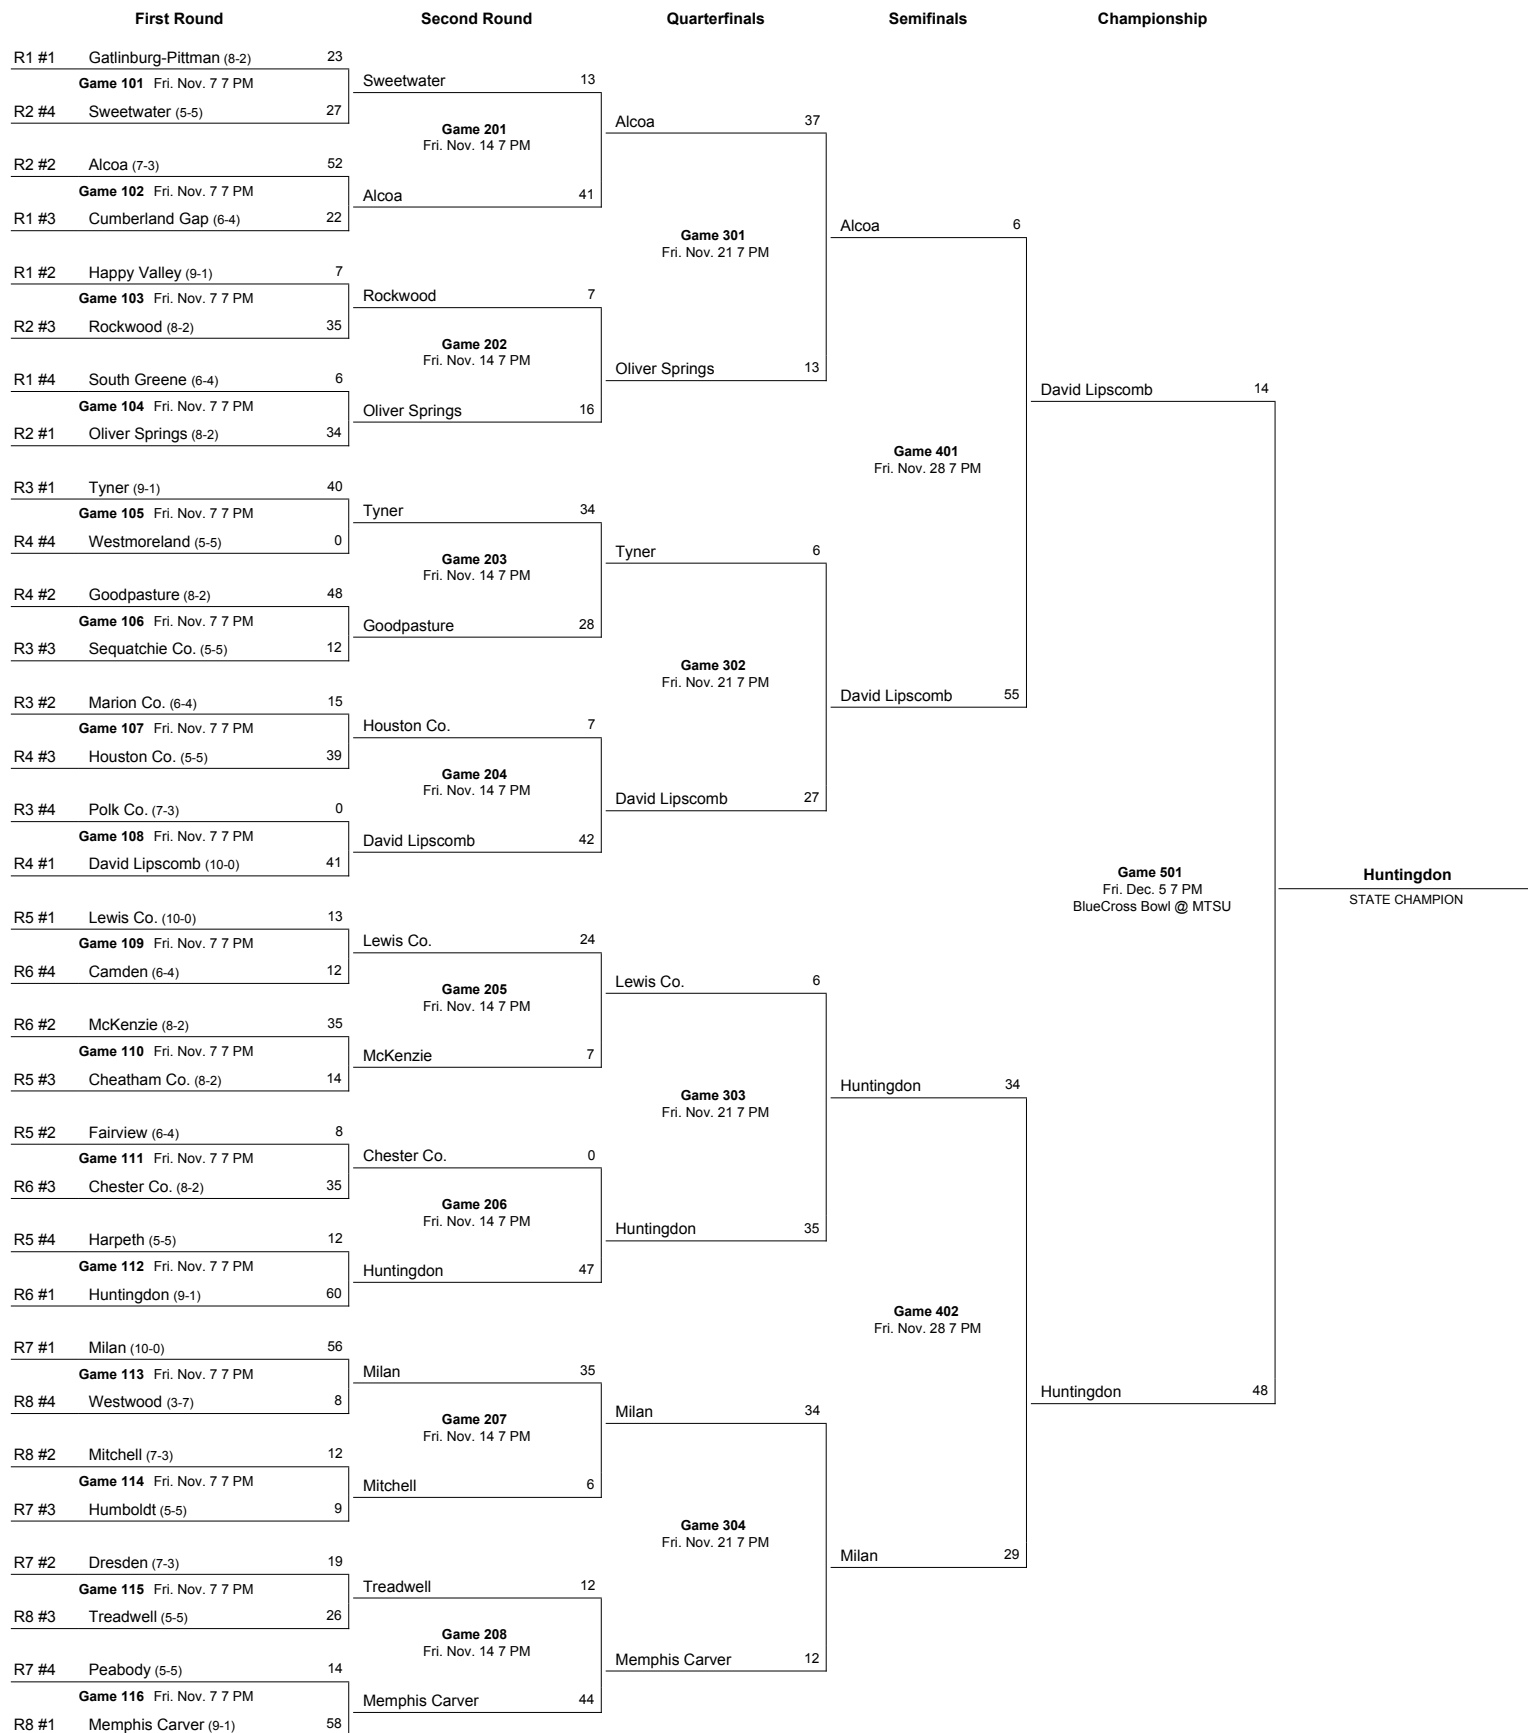 First Round Second Round Quarterfinals Semifinals Championship
R1 #1 Gatlinburg-Pittman (8-2) 23
Game 101 Fri. Nov. 7 7 PM
R2 #4 Sweetwater (5-5) 27
R2 #2 Alcoa (7-3) 52
Game 102 Fri. Nov. 7 7 PM
R1 #3 Cumberland Gap (6-4) 22
R1 #2 Happy Valley (9-1) 7
Game 103 Fri. Nov. 7 7 PM
R2 #3 Rockwood (8-2) 35
R1 #4 South Greene (6-4) 6
Game 104 Fri. Nov. 7 7 PM
R2 #1 Oliver Springs (8-2) 34
R3 #1 Tyner (9-1) 40
Game 105 Fri. Nov. 7 7 PM
R4 #4 Westmoreland (5-5) 0
R4 #2 Goodpasture (8-2) 48
Game 106 Fri. Nov. 7 7 PM
R3 #3 Sequatchie Co. (5-5) 12
R3 #2 Marion Co. (6-4) 15
Game 107 Fri. Nov. 7 7 PM
R4 #3 Houston Co. (5-5) 39
R3 #4 Polk Co. (7-3) 0
Game 108 Fri. Nov. 7 7 PM
R4 #1 David Lipscomb (10-0) 41
R5 #1 Lewis Co. (10-0) 13
Game 109 Fri. Nov. 7 7 PM
R6 #4 Camden (6-4) 12
R6 #2 McKenzie (8-2) 35
Game 110 Fri. Nov. 7 7 PM
R5 #3 Cheatham Co. (8-2) 14
R5 #2 Fairview (6-4) 8
Game 111 Fri. Nov. 7 7 PM
R6 #3 Chester Co. (8-2) 35
R5 #4 Harpeth (5-5) 12
Game 112 Fri. Nov. 7 7 PM
R6 #1 Huntingdon (9-1) 60
R7 #1 Milan (10-0) 56
Game 113 Fri. Nov. 7 7 PM
R8 #4 Westwood (3-7) 8
R8 #2 Mitchell (7-3) 12
Game 114 Fri. Nov. 7 7 PM
R7 #3 Humboldt (5-5) 9
R7 #2 Dresden (7-3) 19
Game 115 Fri. Nov. 7 7 PM
R8 #3 Treadwell (5-5) 26
R7 #4 Peabody (5-5) 14
Game 116 Fri. Nov. 7 7 PM
R8 #1 Memphis Carver (9-1) 58
Sweetwater 13
Game 201
Fri. Nov. 14 7 PM
Alcoa 41
Rockwood 7
Game 202
Fri. Nov. 14 7 PM
Oliver Springs 16
Tyner 34
Game 203
Fri. Nov. 14 7 PM
Goodpasture 28
Houston Co. 7
Game 204
Fri. Nov. 14 7 PM
David Lipscomb 42
Lewis Co. 24
Game 205
Fri. Nov. 14 7 PM
McKenzie 7
Chester Co. 0
Game 206
Fri. Nov. 14 7 PM
Huntingdon 47
Milan 35
Game 207
Fri. Nov. 14 7 PM
Mitchell 6
Treadwell 12
Game 208
Fri. Nov. 14 7 PM
Memphis Carver 44
Alcoa 37
Game 301
Fri. Nov. 21 7 PM
Oliver Springs 13
Tyner 6
Game 302
Fri. Nov. 21 7 PM
David Lipscomb 27
Lewis Co. 6
Game 303
Fri. Nov. 21 7 PM
Huntingdon 35
Milan 34
Game 304
Fri. Nov. 21 7 PM
Memphis Carver 12
Alcoa 6
Game 401
Fri. Nov. 28 7 PM
David Lipscomb 55
Huntingdon 34
Game 402
Fri. Nov. 28 7 PM
Milan 29
David Lipscomb 14
Game 501
Fri. Dec. 5 7 PM
BlueCross Bowl @ MTSU
Huntingdon 48
Huntingdon
STATE CHAMPION